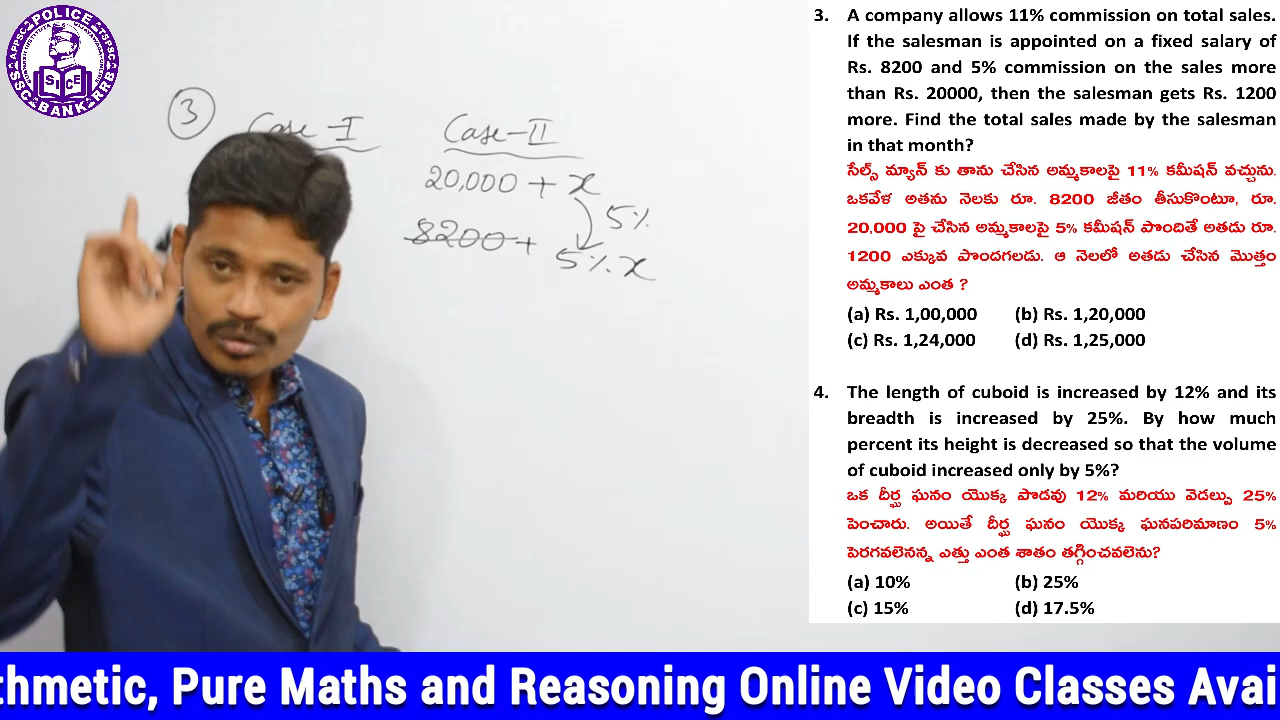 POLICE
APPSC
TSPSC
SICE
SSC
BANK
RRB
3
Case-I
Case-II
20,000 + x
5%
8200 +
5% x
3. A company allows 11% commission on total sales.
If the salesman is appointed on a fixed salary of
Rs. 8200 and 5% commission on the sales more
than Rs. 20000, then the salesman gets Rs. 1200
more. Find the total sales made by the salesman
in that month?
సేల్స్ మ్యాన్ కు తాను చేసిన అమ్మకాలపై 11% కమీషన్ వచ్చును.
ఒకవేళ అతను నెలకు రూ. 8200 జీతం తీసుకొంటూ, రూ.
20,000 పై చేసిన అమ్మకాలపై 5% కమీషన్ పొందితే అతడు రూ.
1200 ఎక్కువ పొందగలడు. ఆ నెలలో అతడు చేసిన మొత్తం
అమ్మకాలు ఎంత ?
(a) Rs. 1,00,000 (b) Rs. 1,20,000
(c) Rs. 1,24,000 (d) Rs. 1,25,000
4. The length of cuboid is increased by 12% and its
breadth is increased by 25%. By how much
percent its height is decreased so that the volume
of cuboid increased only by 5%?
ఒక దీర్ఘ ఘనం యొక్క పొడవు 12% మరియు వెడల్పు 25%
పెంచారు. అయితే దీర్ఘ ఘనం యొక్క ఘనపరిమాణం 5%
పెరగవలెనన్న ఎత్తు ఎంత శాతం తగ్గించవలెను?
(a) 10% (b) 25%
(c) 15% (d) 17.5%
thmetic, Pure Maths and Reasoning Online Video Classes Avai